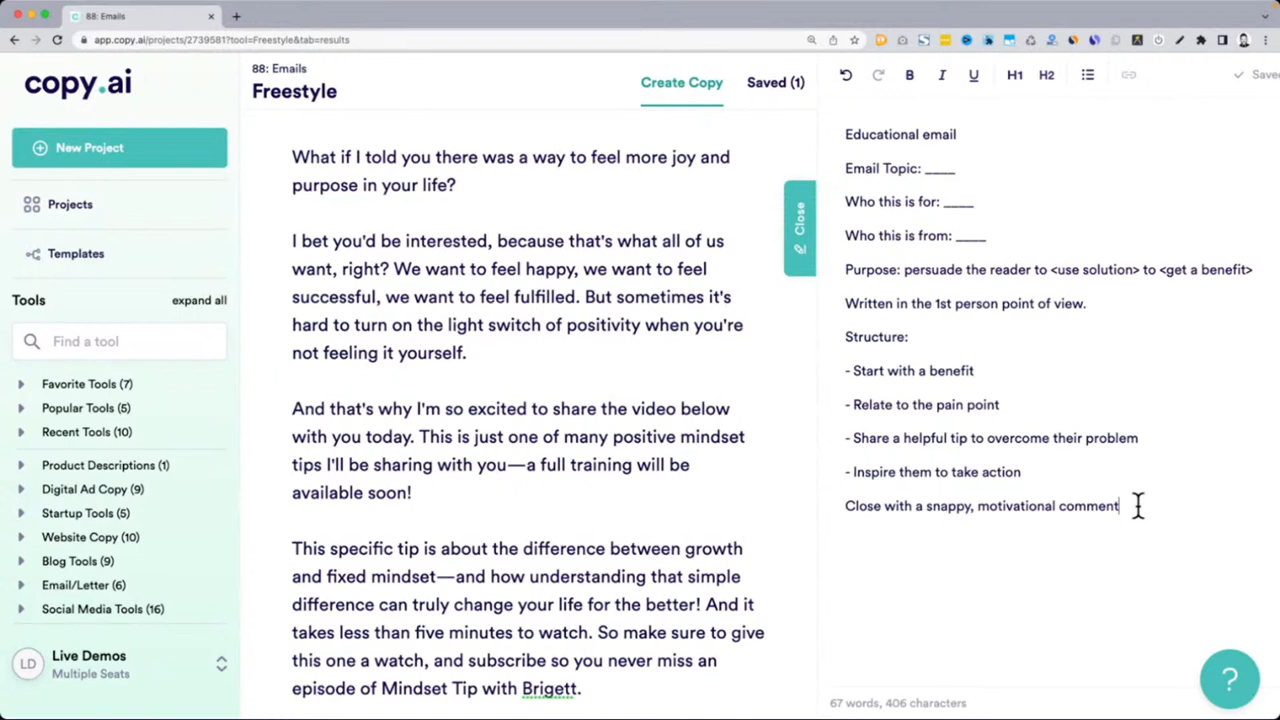 88: Emails
app.copy.ai/projects/2739581?tool=Freestyle&tab=results
copy.ai
New Project
Projects
Templates
Tools
expand all
Find a tool
Favorite Tools (7)
Popular Tools (5)
Recent Tools (10)
Product Descriptions (1)
Digital Ad Copy (9)
Startup Tools (5)
Website Copy (10)
Blog Tools (9)
Email/Letter (6)
Social Media Tools (16)
LD
Live Demos
Multiple Seats
88: Emails
Freestyle
Create Copy
Saved (1)
What if I told you there was a way to feel more joy and
purpose in your life?
I bet you'd be interested, because that's what all of us
want, right? We want to feel happy, we want to feel
successful, we want to feel fulfilled. But sometimes it's
hard to turn on the light switch of positivity when you're
not feeling it yourself.
And that's why I'm so excited to share the video below
with you today. This is just one of many positive mindset
tips I'll be sharing with you—a full training will be
available soon!
This specific tip is about the difference between growth
and fixed mindset—and how understanding that simple
difference can truly change your life for the better! And it
takes less than five minutes to watch. So make sure to give
this one a watch, and subscribe so you never miss an
episode of Mindset Tip with Brigett.
Close
B I U H1 H2
Saved
Educational email
Email Topic: ____
Who this is for: ____
Who this is from: ____
Purpose: persuade the reader to <use solution> to <get a benefit>
Written in the 1st person point of view.
Structure:
- Start with a benefit
- Relate to the pain point
- Share a helpful tip to overcome their problem
- Inspire them to take action
Close with a snappy, motivational comment
67 words, 406 characters
?